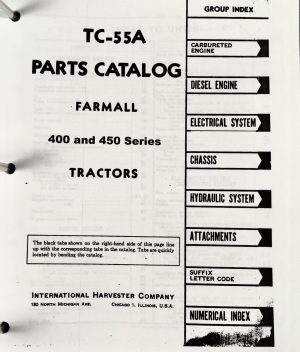 GROUP INDEX
TC-55A
PARTS CATALOG
FARMALL
400 and 450 Series
TRACTORS
The black tabs shown on the right-hand side of this page line
up with the corresponding tabs in the catalog. Tabs are quickly
located by bending the catalog.
INTERNATIONAL HARVESTER COMPANY
180 NORTH MICHIGAN AVE. CHICAGO 1, ILLINOIS, U.S.A.
CARBURETED
ENGINE
DIESEL ENGINE
ELECTRICAL SYSTEM
CHASSIS
HYDRAULIC SYSTEM
ATTACHMENTS
SUFFIX
LETTER CODE
NUMERICAL INDEX